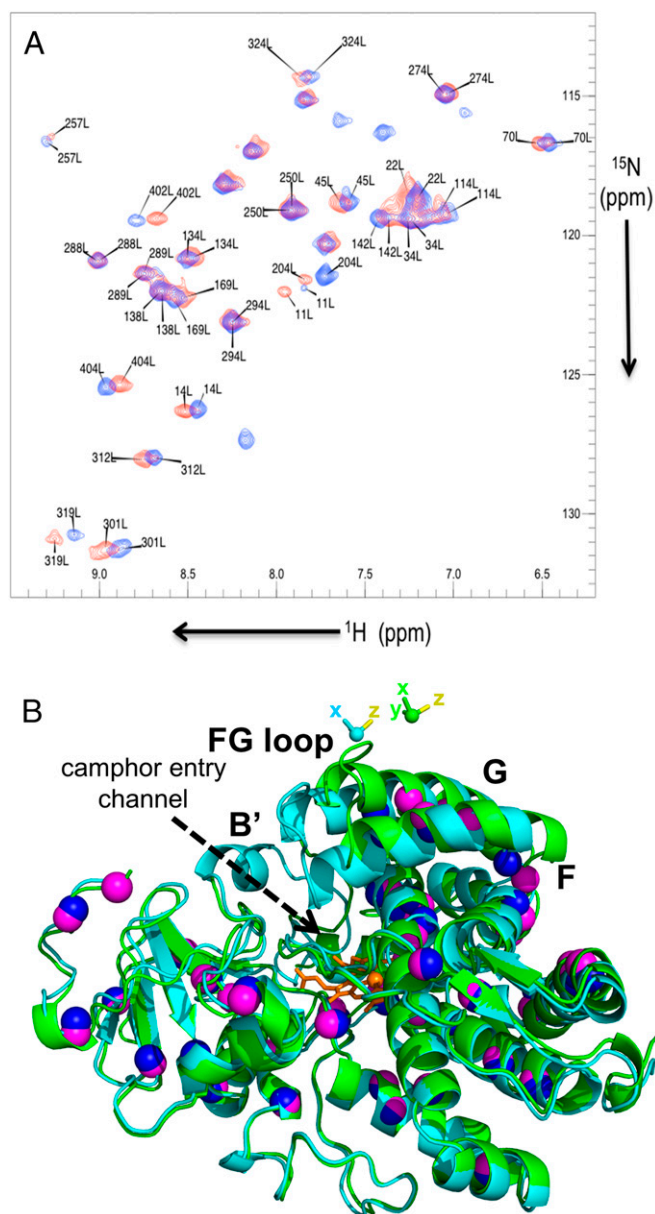 A
324L 324L
274L 274L
115
257L
257L
70L 70L
15N
(ppm)
402L 402L
250L
250L
45L 45L
22L 22L
114L
114L
142L
142L 34L
34L
120
288L 288L
289L
289L
134L
134L
204L 204L
11L
11L
169L
138L
138L 169L
294L
294L
404L 404L
125
14L 14L
312L
312L
319L
319L
301L
301L
130
9.0 8.5 8.0 7.5 7.0 6.5
1H (ppm)
B
x z x y z
FG loop
camphor entry
channel
G
B’
F